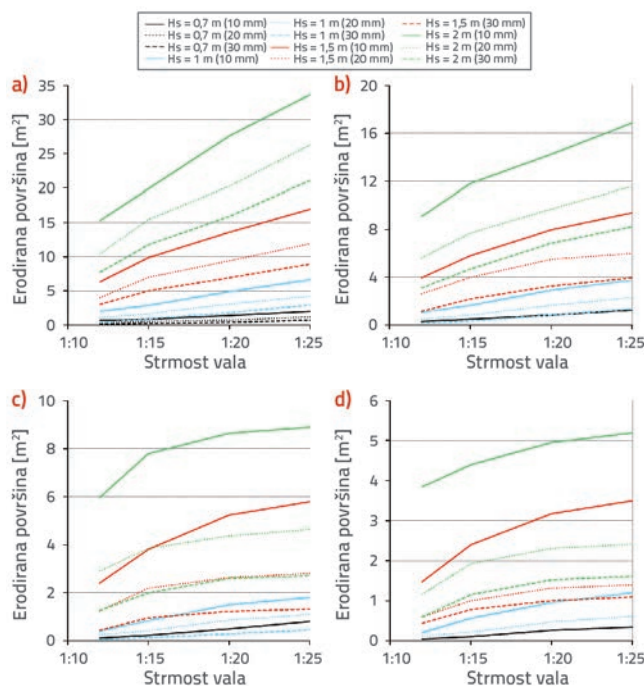 Hs = 0,7 m (10 mm) Hs = 1 m (20 mm) Hs = 1,5 m (30 mm)
Hs = 0,7 m (20 mm) Hs = 1 m (30 mm) Hs = 2 m (10 mm)
Hs = 0,7 m (30 mm) Hs = 1,5 m (10 mm) Hs = 2 m (20 mm)
Hs = 1 m (10 mm) Hs = 1,5 m (20 mm) Hs = 2 m (30 mm)
a)
Erodirana površina [m²]
35
30
25
20
15
10
5
0
1:10 1:15 1:20 1:25
Strmost vala
b)
Erodirana površina [m²]
20
16
12
8
4
0
1:10 1:15 1:20 1:25
Strmost vala
c)
Erodirana površina [m²]
10
8
6
4
2
0
1:10 1:15 1:20 1:25
Strmost vala
d)
Erodirana površina [m²]
6
5
4
3
2
1
0
1:10 1:15 1:20 1:25
Strmost vala